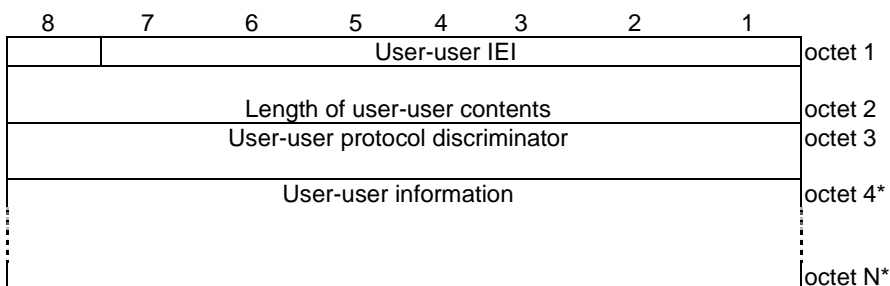 8 7 6 5 4 3 2 1
User-user IEI octet 1
Length of user-user contents octet 2
User-user protocol discriminator octet 3
User-user information octet 4*
octet N*